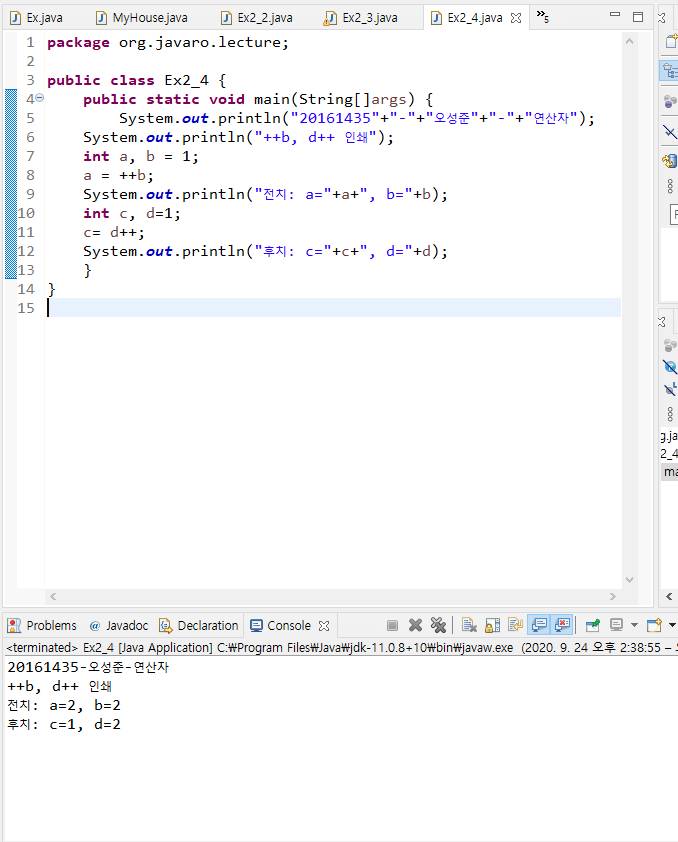 Ex.java MyHouse.java Ex2_2.java Ex2_3.java Ex2_4.java »5
1 package org.javaro.lecture;
2
3 public class Ex2_4 {
4 public static void main(String[]args) {
5 System.out.println("20161435"+"-"+"오성준"+"-"+"연산자");
6 System.out.println("++b, d++ 인쇄");
7 int a, b = 1;
8 a = ++b;
9 System.out.println("전치: a="+a+", b="+b);
10 int c, d=1;
11 c= d++;
12 System.out.println("후치: c="+c+", d="+d);
13 }
14 }
15
g.ja
2_4
ma
Problems @ Javadoc Declaration Console
<terminated> Ex2_4 [Java Application] C:₩Program Files₩Java₩jdk-11.0.8+10₩bin₩javaw.exe (2020. 9. 24 오후 2:38:55 –
20161435-오성준-연산자
++b, d++ 인쇄
전치: a=2, b=2
후치: c=1, d=2